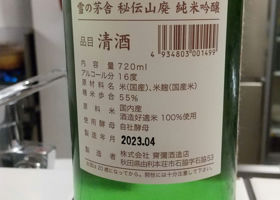 雪の茅舎 秘伝山廃 純米吟醸
品目 清酒
4 934803 001499
内容量 720ml
アルコール分 16度
原材料名 米(国産)、米麹(国産米)
精米歩合 55%
原料米 国内産
酒造好適米100%使用
使用酵母 自社酵母
製造年月 2023.04
製造者 株式会社 齋彌酒造店
秋田県由利本荘市石脇字石脇53